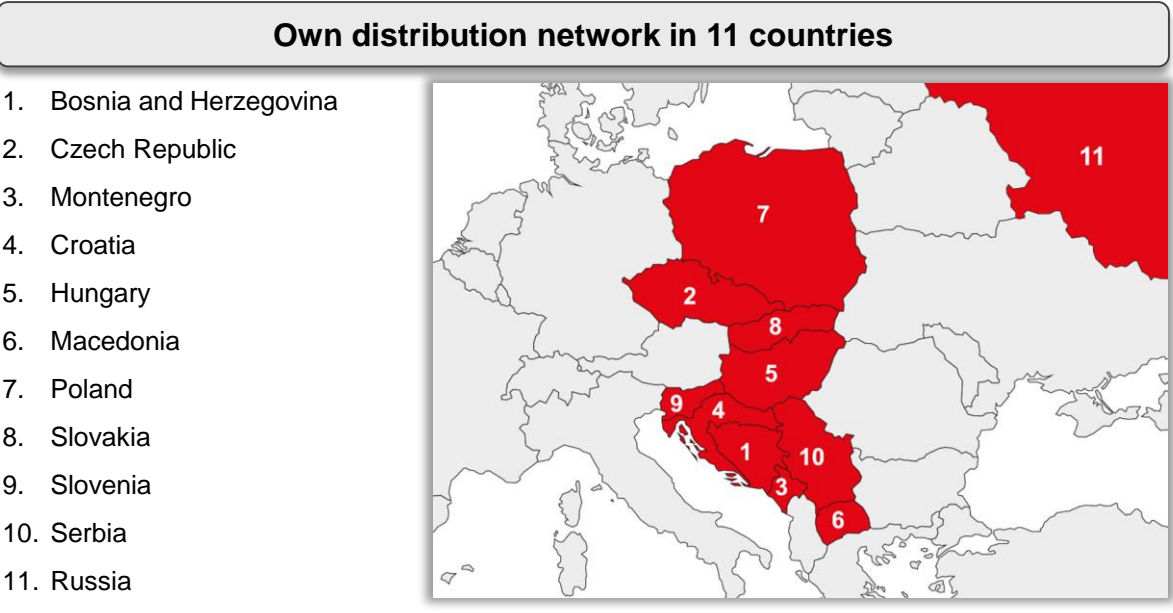 Own distribution network in 11 countries
1. Bosnia and Herzegovina
2. Czech Republic
3. Montenegro
4. Croatia
5. Hungary
6. Macedonia
7. Poland
8. Slovakia
9. Slovenia
10. Serbia
11. Russia
11
7
2
8
5
9
4
1
10
3
6